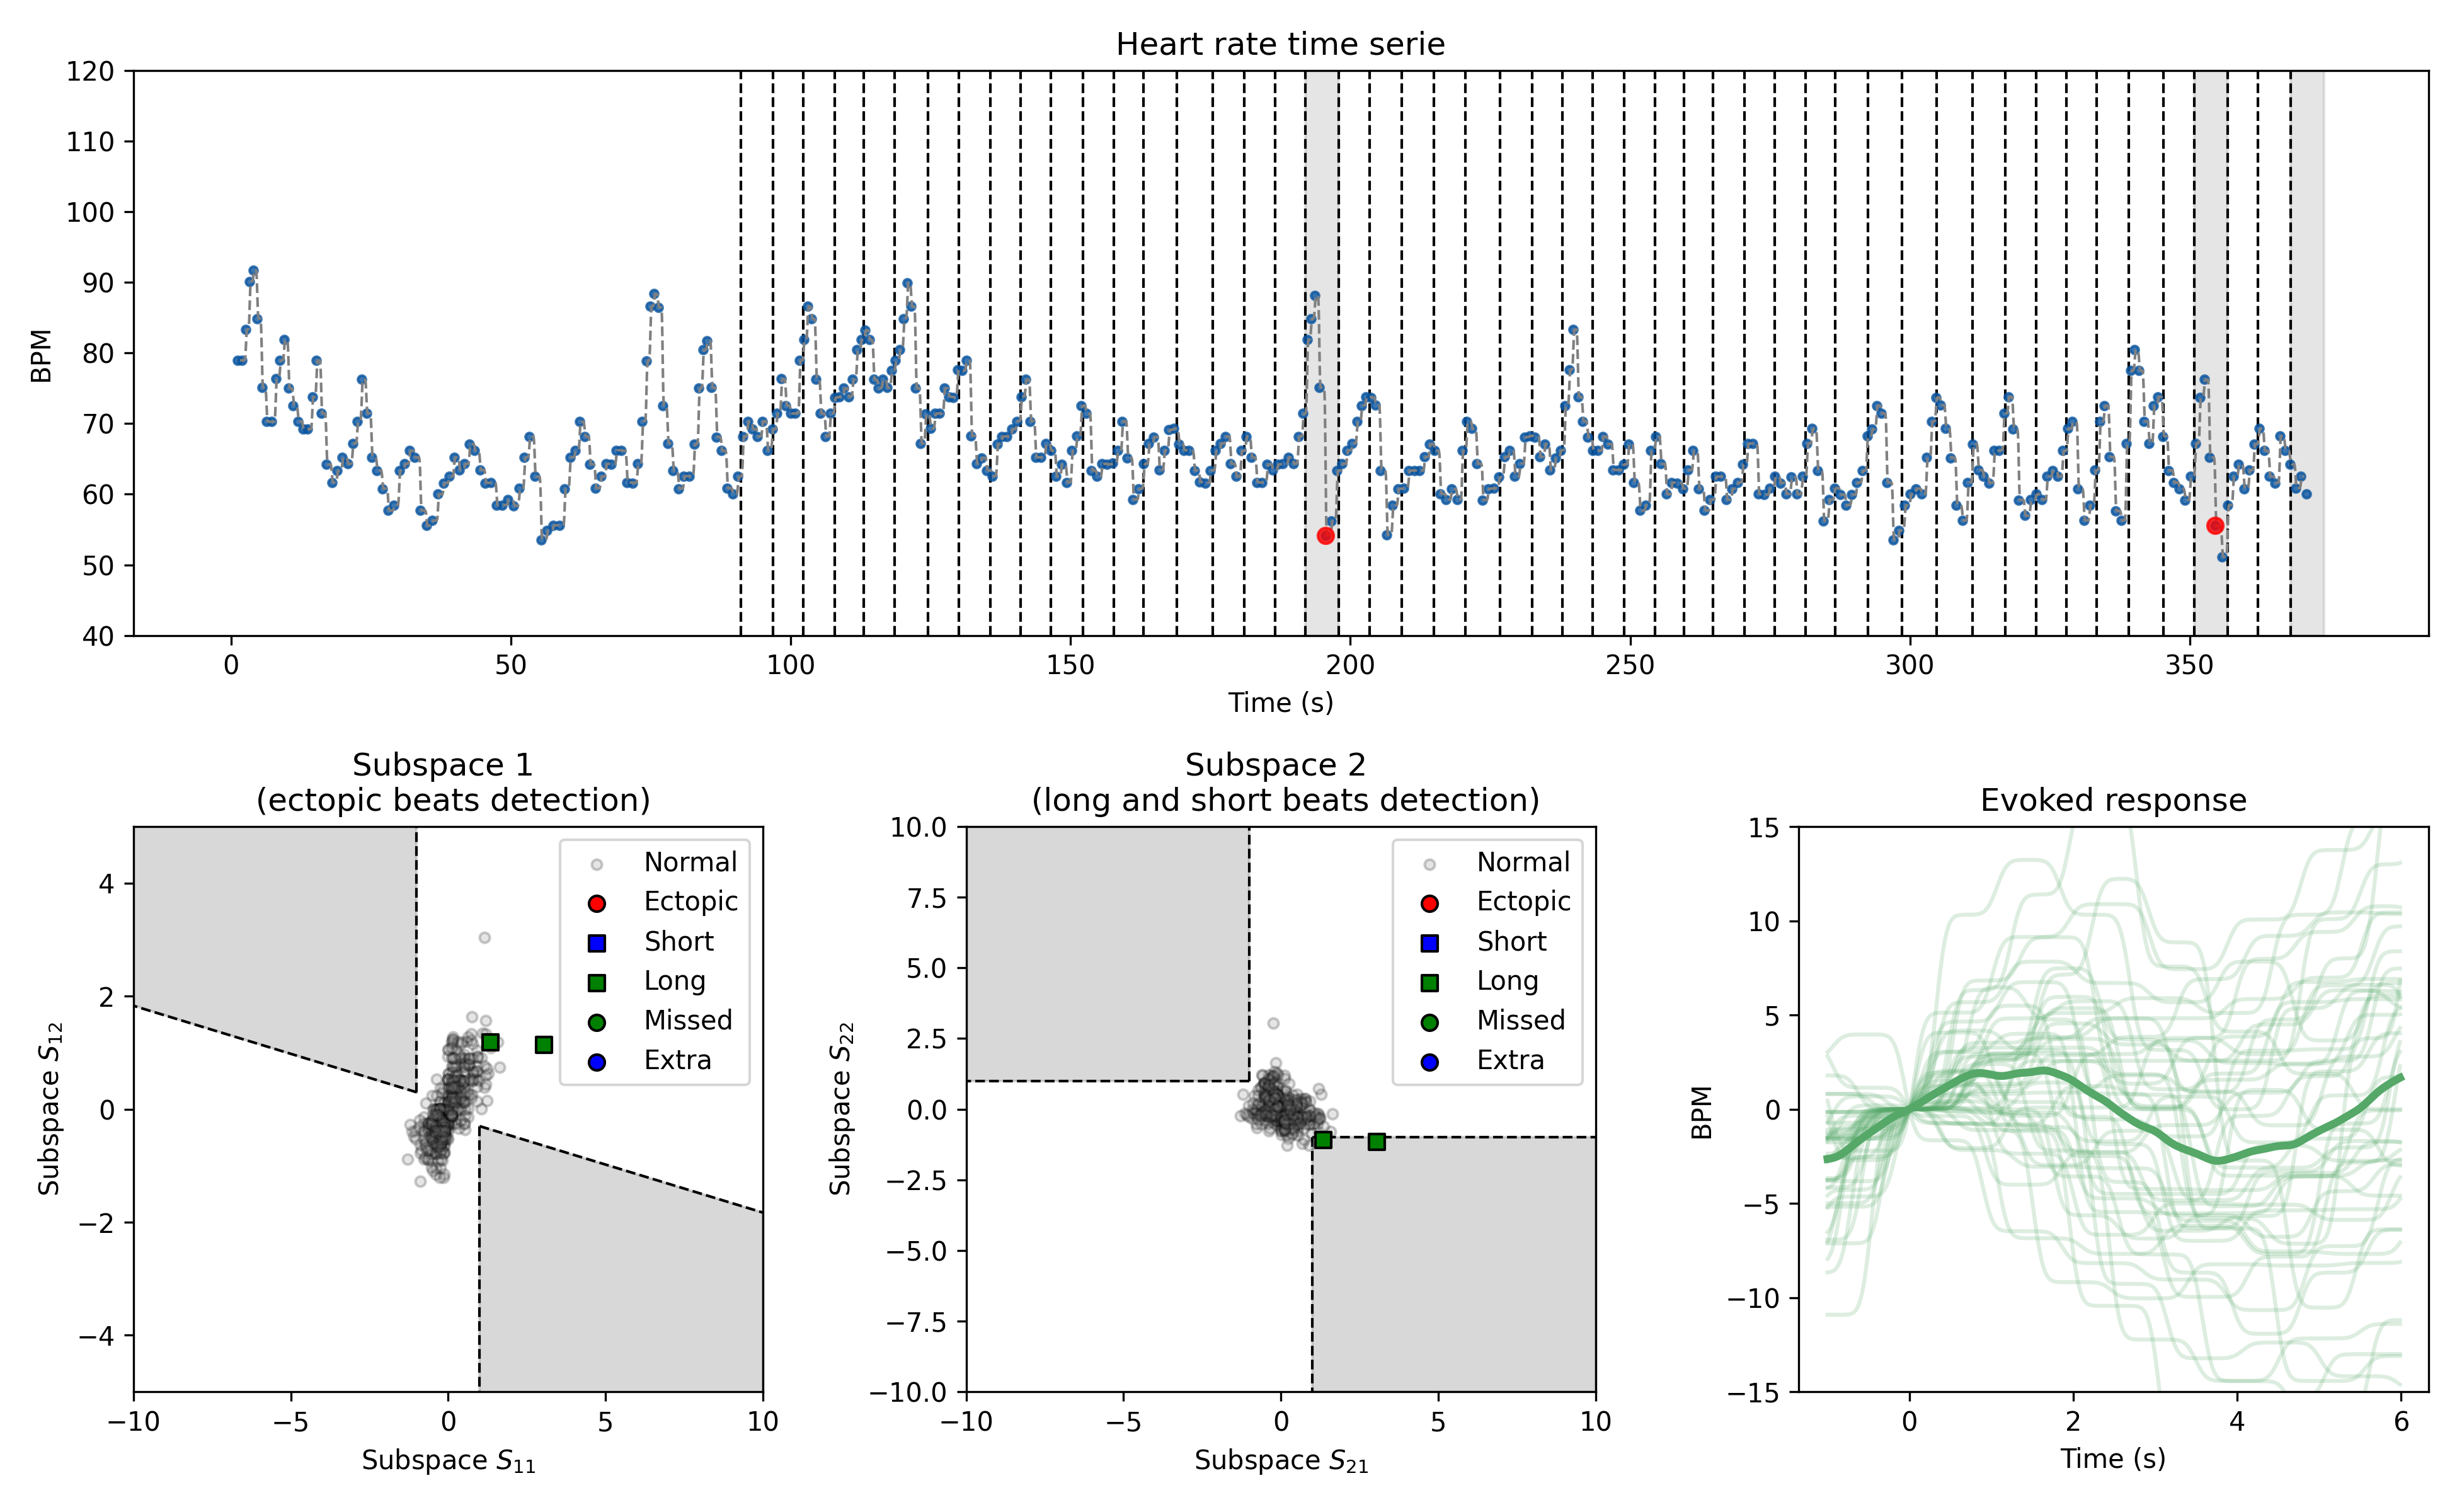 Heart rate time serie
120
110
100
90
80
70
60
50
40
BPM
0 50 100 150 200 250 300 350
Time (s)
Subspace 1
(ectopic beats detection)
4
2
0
−2
−4
Subspace S12
Normal
Ectopic
Short
Long
Missed
Extra
−10 −5 0 5 10
Subspace S11
Subspace 2
(long and short beats detection)
10.0
7.5
5.0
2.5
0.0
−2.5
−5.0
−7.5
−10.0
Subspace S22
Normal
Ectopic
Short
Long
Missed
Extra
−10 −5 0 5 10
Subspace S21
Evoked response
15
10
5
0
−5
−10
−15
BPM
0 2 4 6
Time (s)